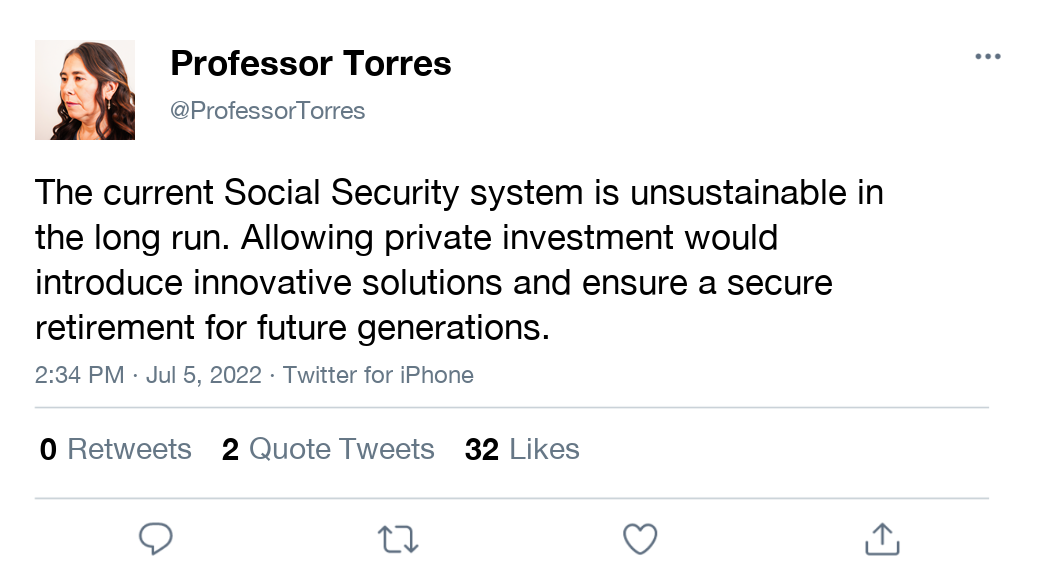 Professor Torres
@ProfessorTorres
The current Social Security system is unsustainable in
the long run. Allowing private investment would
introduce innovative solutions and ensure a secure
retirement for future generations.
2:34 PM · Jul 5, 2022 · Twitter for iPhone
0 Retweets 2 Quote Tweets 32 Likes